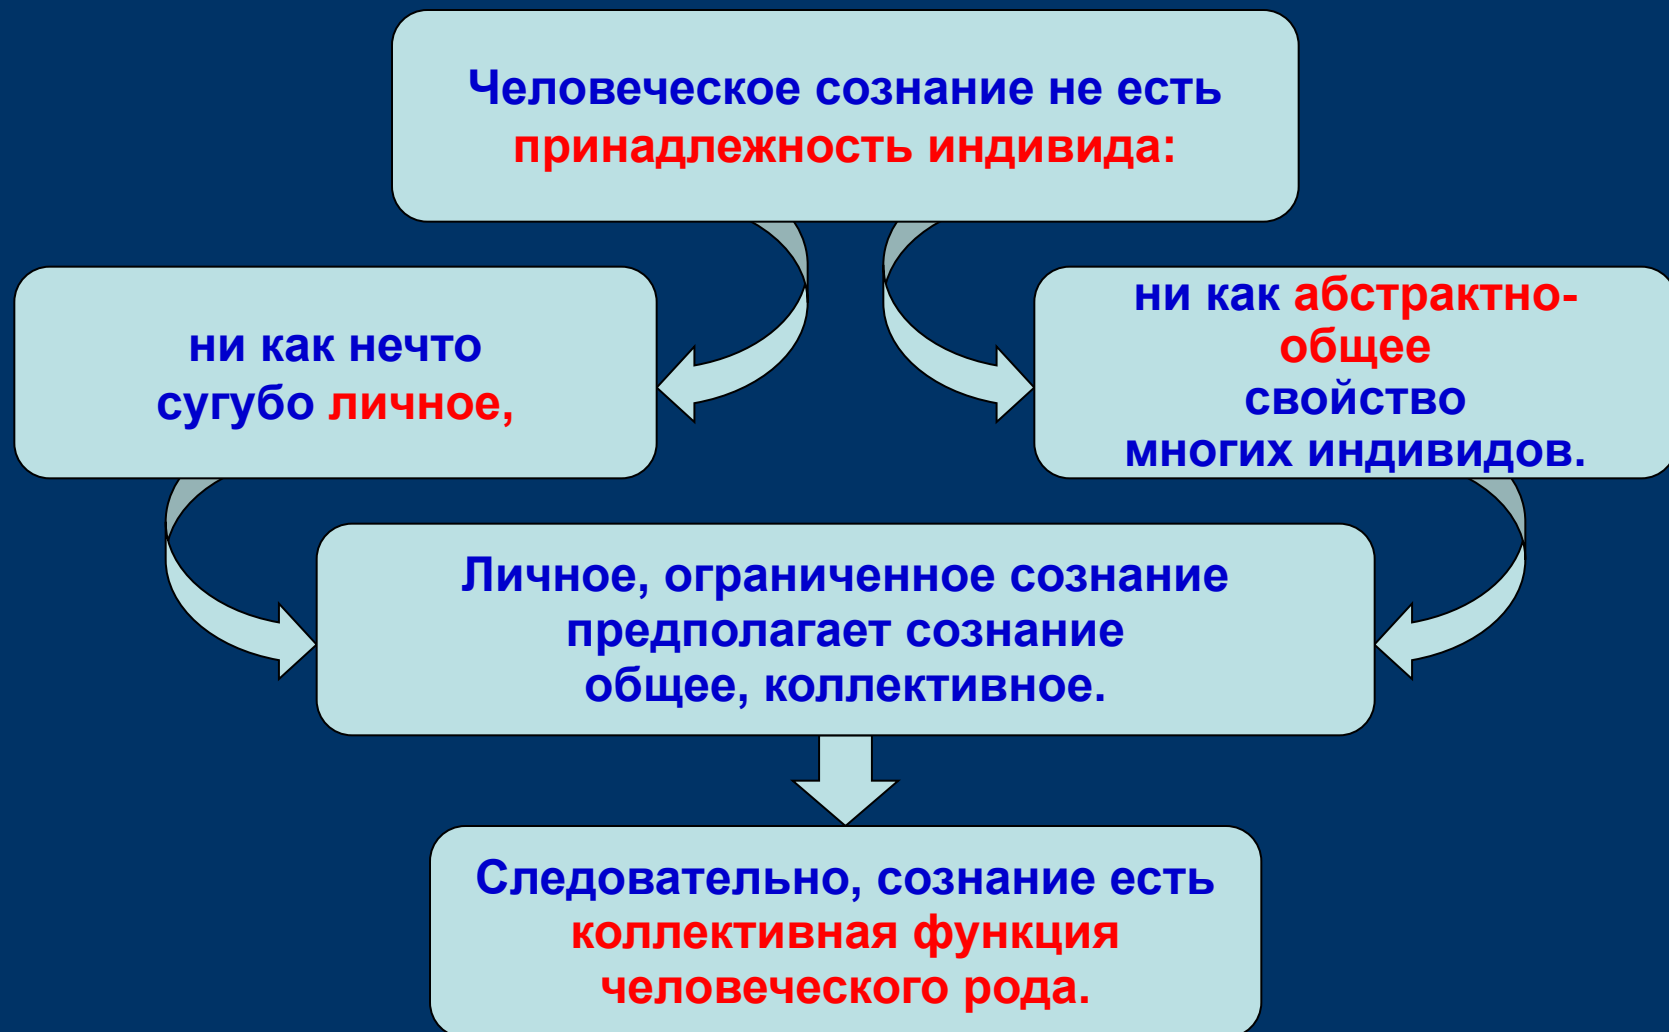 Человеческое сознание не есть
принадлежность индивида:
ни как нечто
сугубо личное,
ни как абстрактно-
общее
свойство
многих индивидов.
Личное, ограниченное сознание
предполагает сознание
общее, коллективное.
Следовательно, сознание есть
коллективная функция
человеческого рода.